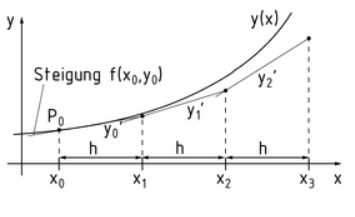 y
y(x)
Steigung f(x₀,y₀)
P₀
y₀'
y₁'
y₂'
h
h
h
x₀
x₁
x₂
x₃
x